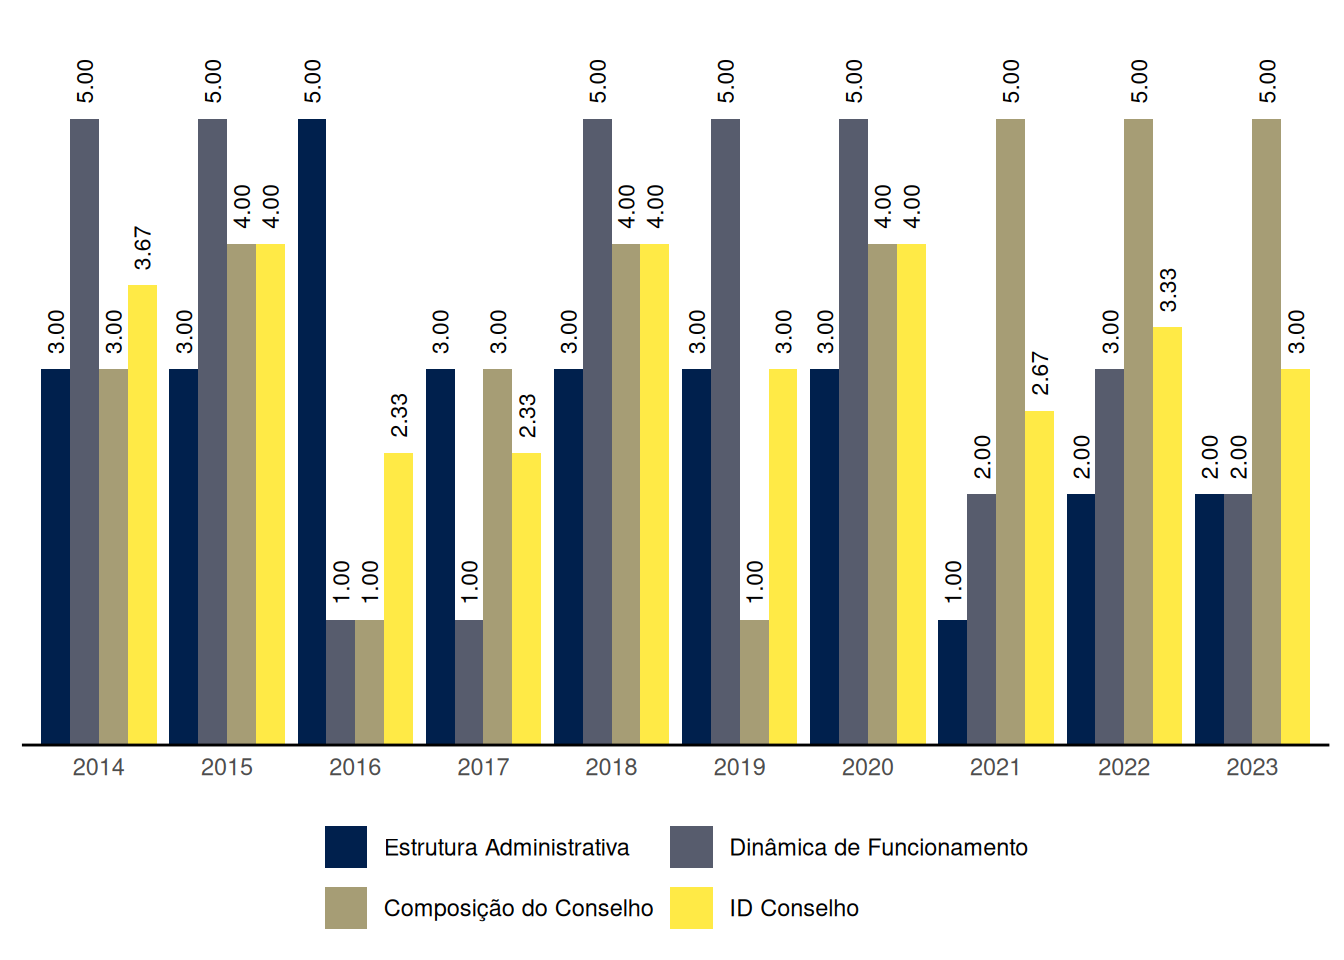 3.00 5.00 3.00 3.67 3.00 5.00 4.00 4.00 5.00 1.00 1.00 2.33 3.00 1.00 3.00 2.33 3.00 5.00 4.00 4.00 3.00 5.00 1.00 3.00 3.00 5.00 4.00 4.00 1.00 2.00 5.00 2.67 2.00 3.00 5.00 3.33 2.00 2.00 5.00 3.00
2014 2015 2016 2017 2018 2019 2020 2021 2022 2023
Estrutura Administrativa Dinâmica de Funcionamento
Composição do Conselho ID Conselho